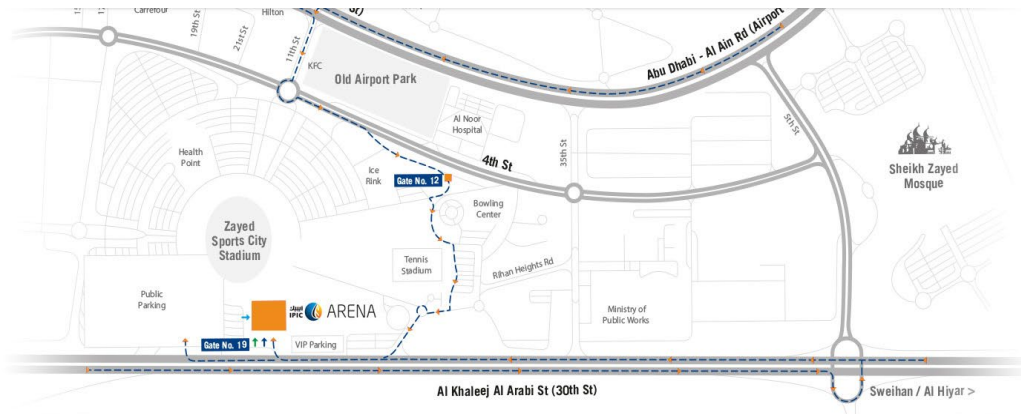 Carrefour
19th St
21st St
Hilton
11th St
St)
KFC
Old Airport Park
Abu Dhabi - Al Ain Rd (Airport
5th St
Al Noor
Hospital
4th St
35th St
Health
Point
Ice
Rink
Gate No. 12
Sheikh Zayed
Mosque
Bowling
Center
Zayed
Sports City
Stadium
Tennis
Stadium
Rihan Heights Rd
Public
Parking
IPIC
ARENA
Ministry of
Public Works
Gate No. 19
VIP Parking
Al Khaleej Al Arabi St (30th St)
Sweihan / Al Hiyar >